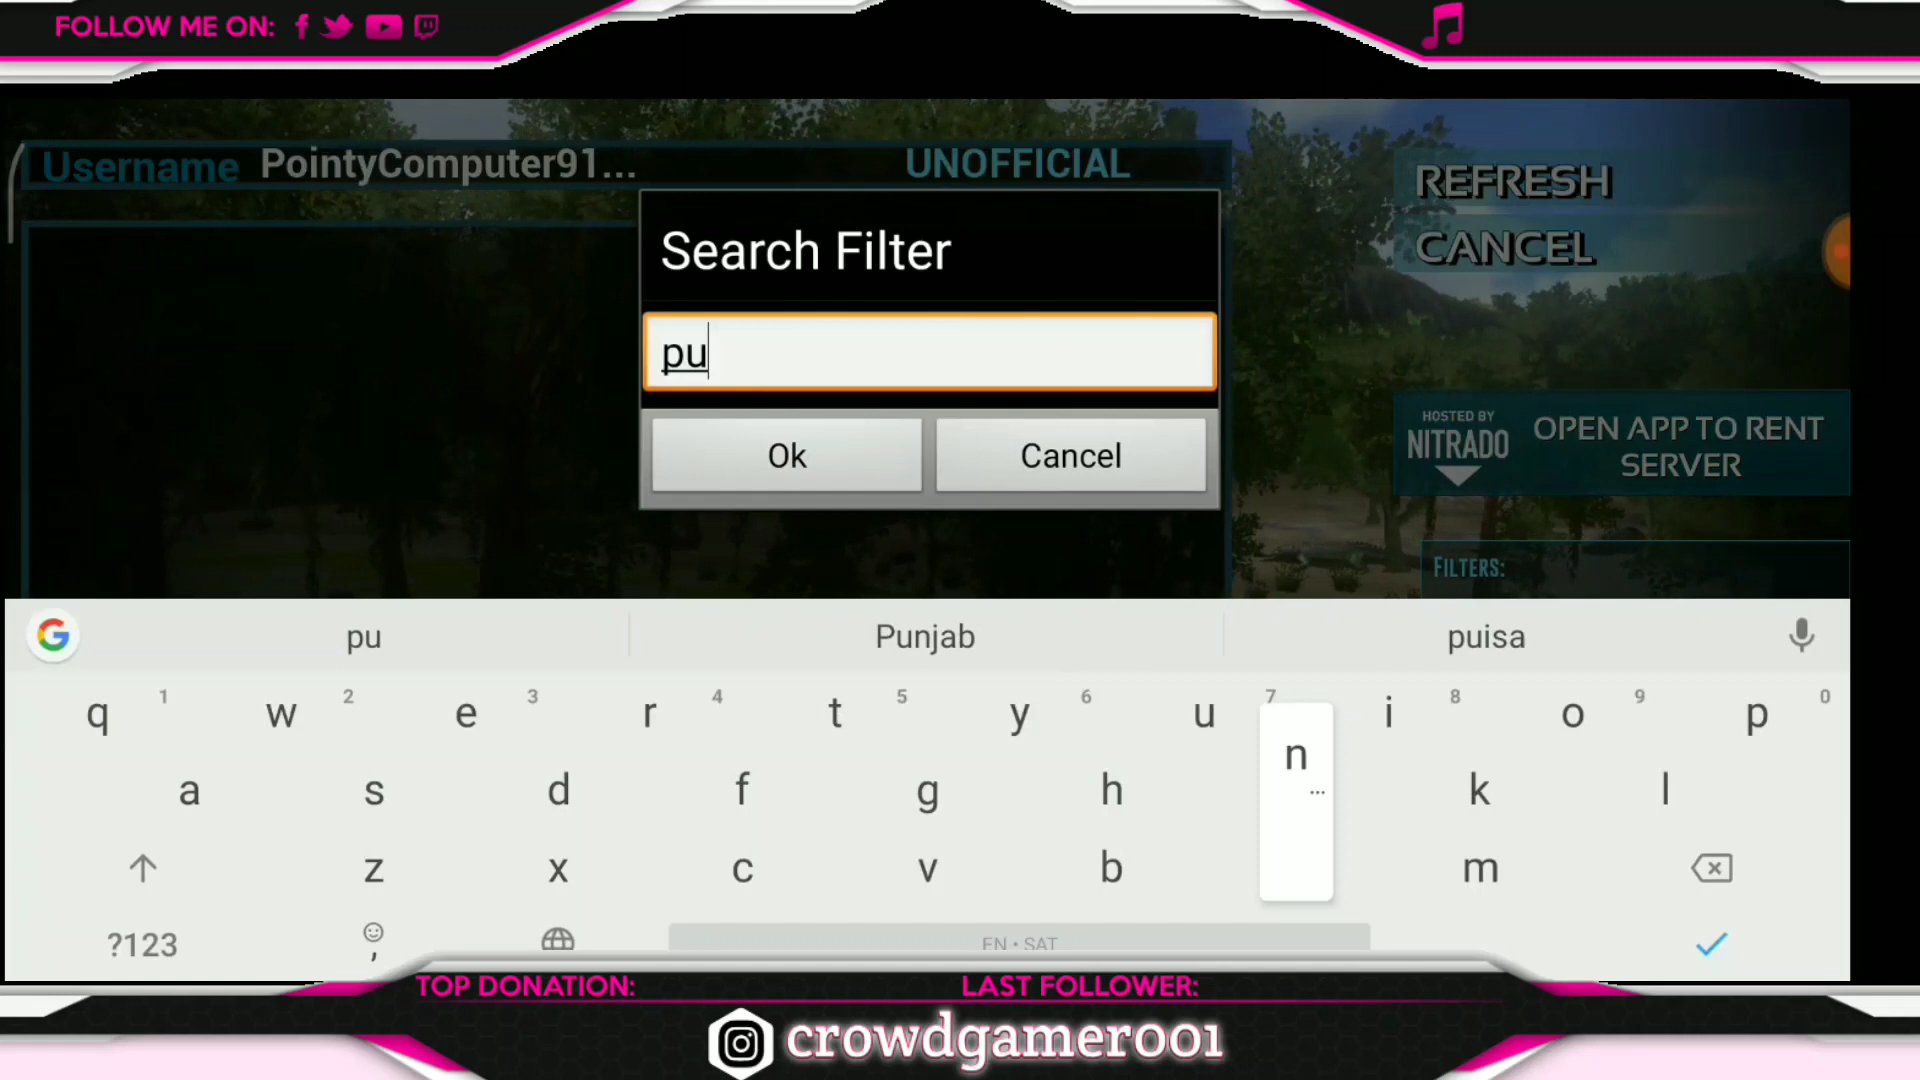 FOLLOW ME ON:
Username PointyComputer91... UNOFFICIAL
REFRESH
CANCEL
Search Filter
pu
Ok Cancel
HOSTED BY
NITRADO
OPEN APP TO RENT
SERVER
FILTERS:
pu Punjab puisa
q 1 w 2 e 3 r 4 t 5 y 6 u 7 i 8 o 9 p 0
n ...
a s d f g h k l
z x c v b m
?123 , EN • SAT
TOP DONATION: LAST FOLLOWER:
crowdgamer001